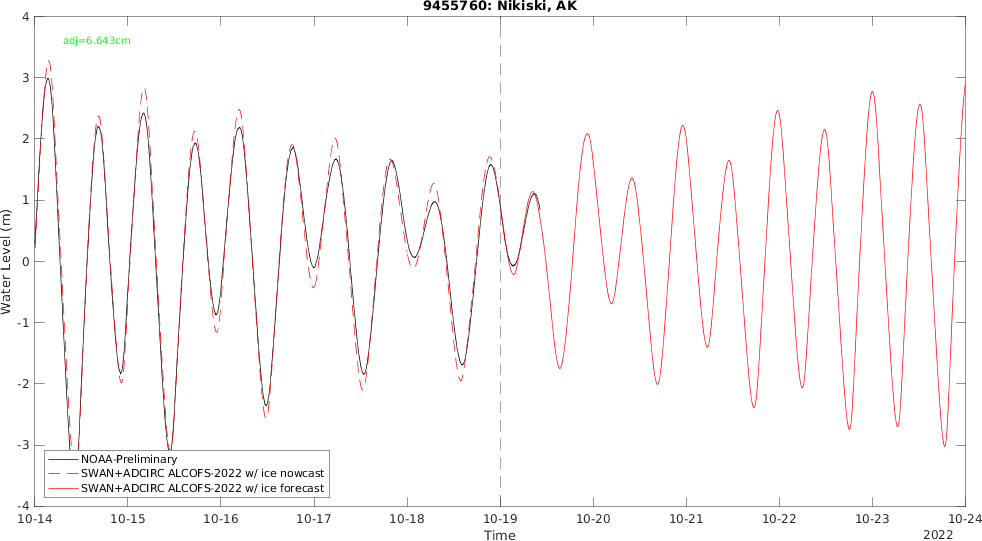 9455760: Nikiski, AK
adj=6.643cm
4
3
2
1
0
-1
-2
-3
-4
Water Level (m)
NOAA-Preliminary
SWAN+ADCIRC ALCOFS-2022 w/ ice nowcast
SWAN+ADCIRC ALCOFS-2022 w/ ice forecast
10-14 10-15 10-16 10-17 10-18 10-19 10-20 10-21 10-22 10-23 10-24
Time
2022